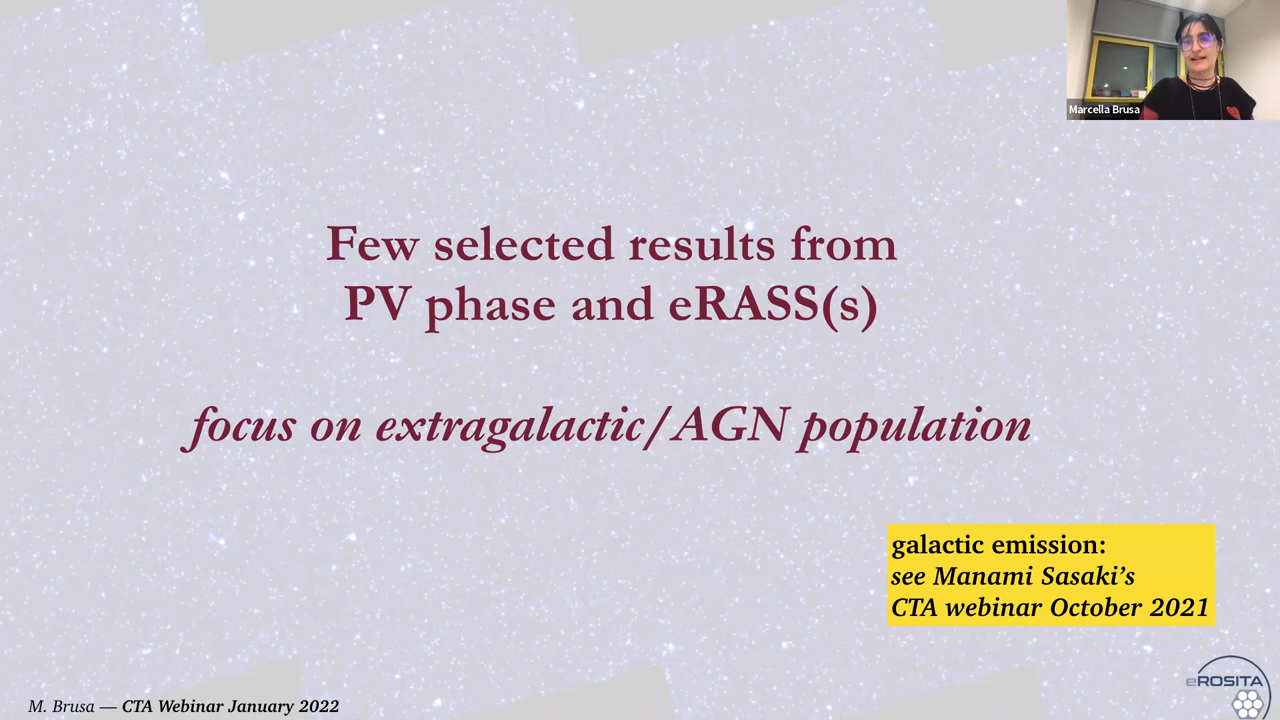 Marcella Brusa
Few selected results from
PV phase and eRASS(s)
focus on extragalactic/AGN population
galactic emission:
see Manami Sasaki’s
CTA webinar October 2021
eROSITA
M. Brusa — CTA Webinar January 2022